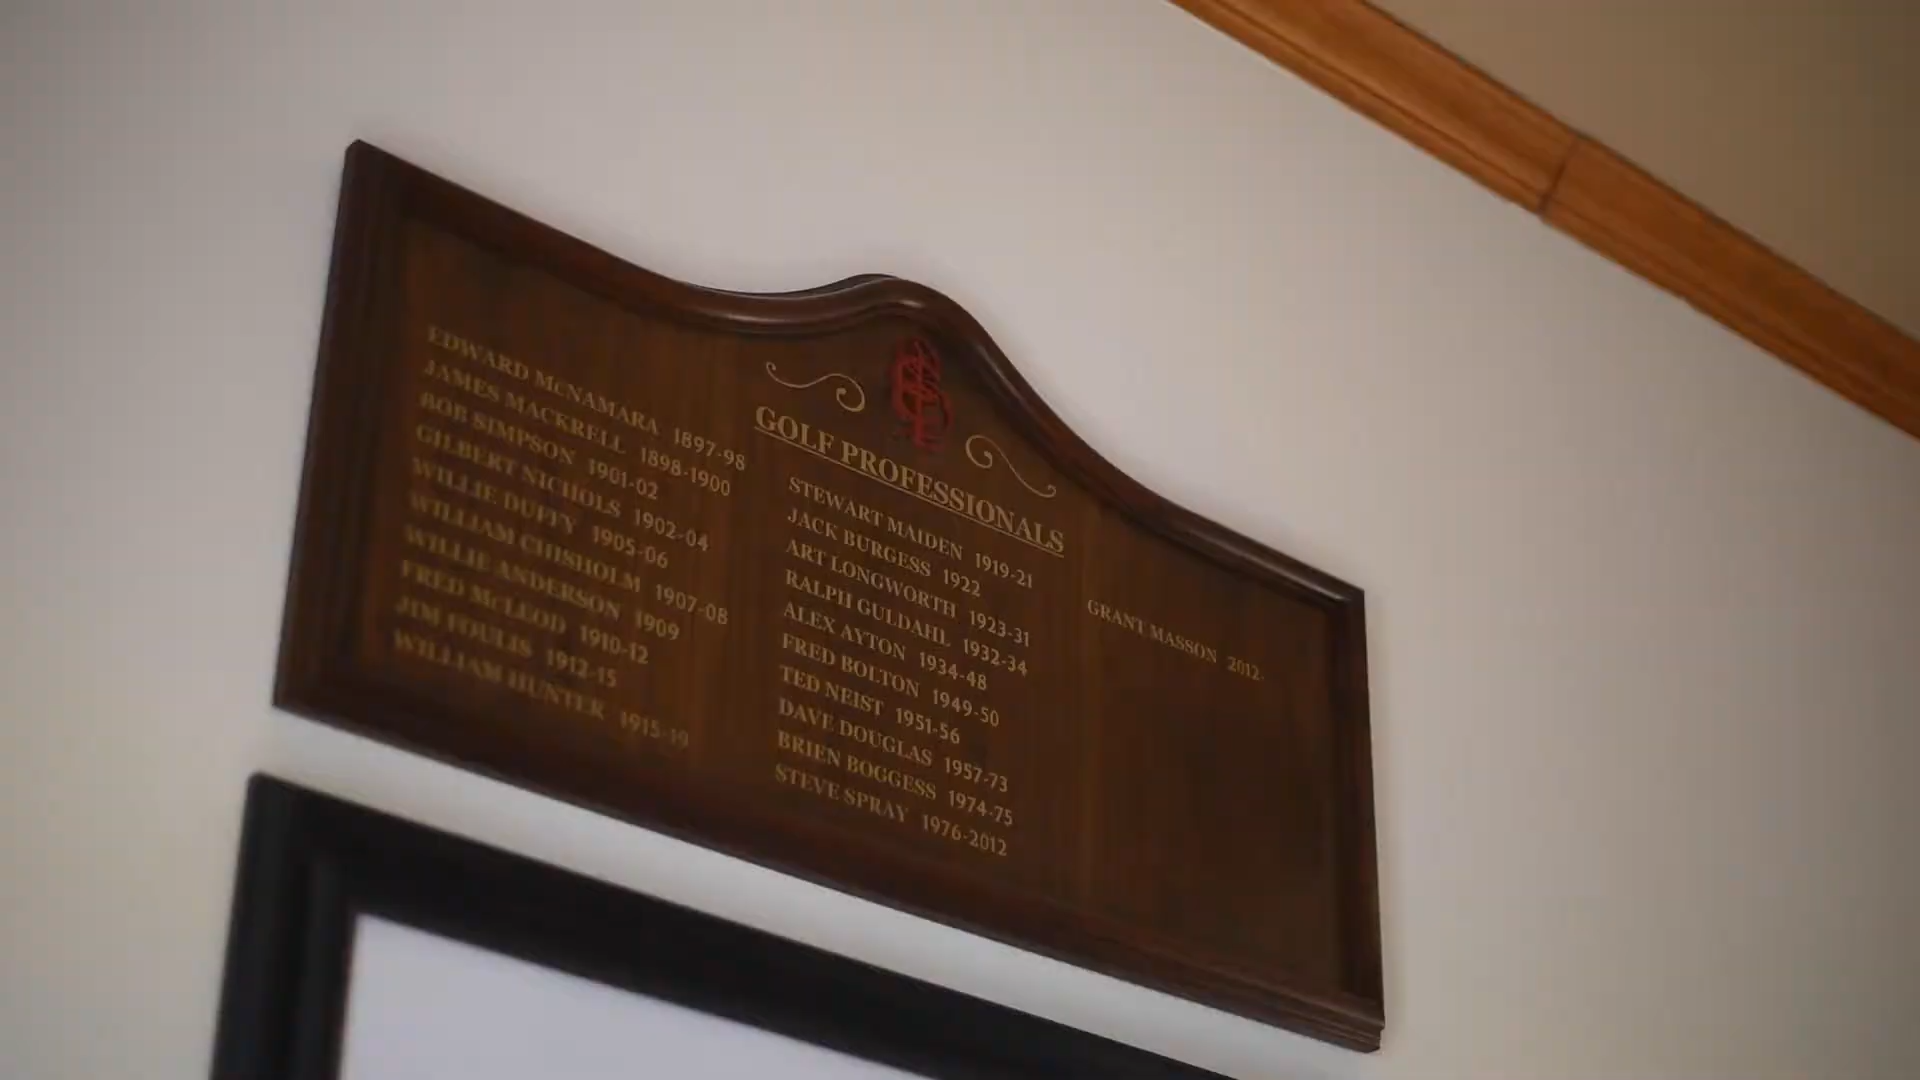 GOLF PROFESSIONALS
EDWARD McNAMARA 1897-98
JAMES MACKRELL 1898-1900
BOB SIMPSON 1901-02
GILBERT NICHOLS 1902-04
WILLIE DUFFY 1905-06
WILLIAM CHISHOLM 1907-08
WILLIE ANDERSON 1909
FRED McLEOD 1910-12
JIM FOULIS 1912-15
WILLIAM HUNTER 1915-19
STEWART MAIDEN 1919-21
JACK BURGESS 1922
ART LONGWORTH 1923-31
RALPH GULDAHL 1932-34
ALEX AYTON 1934-48
FRED BOLTON 1949-50
TED NEIST 1951-56
DAVE DOUGLAS 1957-73
BRIEN BOGGESS 1974-75
STEVE SPRAY 1976-2012
GRANT MASSON 2012-